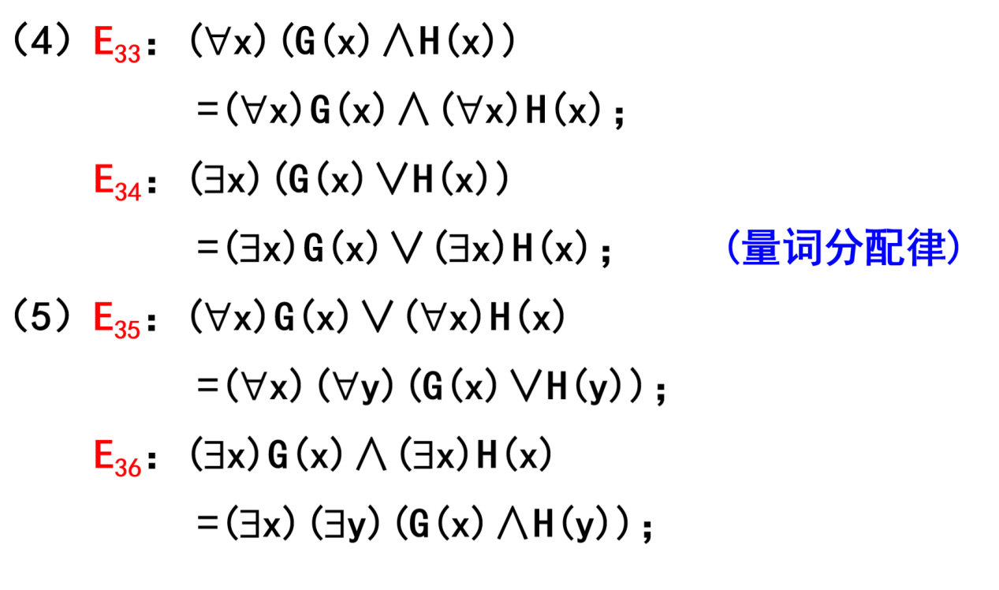 (4) E₃₃: (∀x)(G(x)∧H(x))
=(∀x)G(x)∧(∀x)H(x);
E₃₄: (∃x)(G(x)∨H(x))
=(∃x)G(x)∨(∃x)H(x); (量词分配律)
(5) E₃₅: (∀x)G(x)∨(∀x)H(x)
=(∀x)(∀y)(G(x)∨H(y));
E₃₆: (∃x)G(x)∧(∃x)H(x)
=(∃x)(∃y)(G(x)∧H(y));